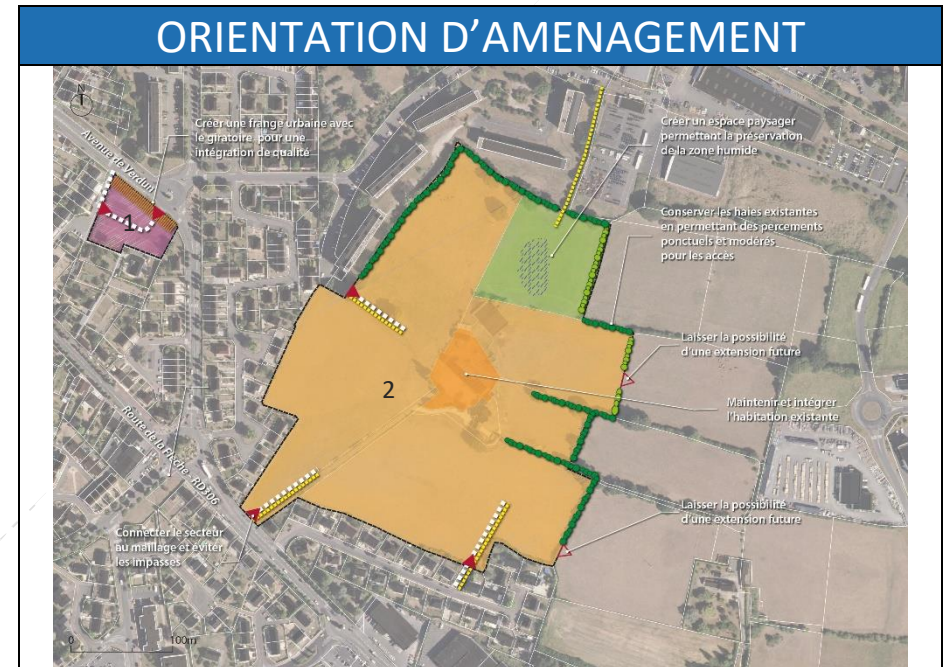 ORIENTATION D’AMENAGEMENT
N
Créer une frange urbaine avec
le giratoire pour une
intégration de qualité
Avenue de Verdun
1
Créer un espace paysager
permettant la préservation
de la zone humide
Conserver les haies existantes
en permettant des percements
ponctuels et modérés
pour les accès
Laisser la possibilité
d'une extension future
2
Maintenir et intégrer
l'habitation existante
Route de la Flèche - RD306
Laisser la possibilité
d'une extension future
Connecter le secteur
au maillage et éviter
les impasses
0 100m